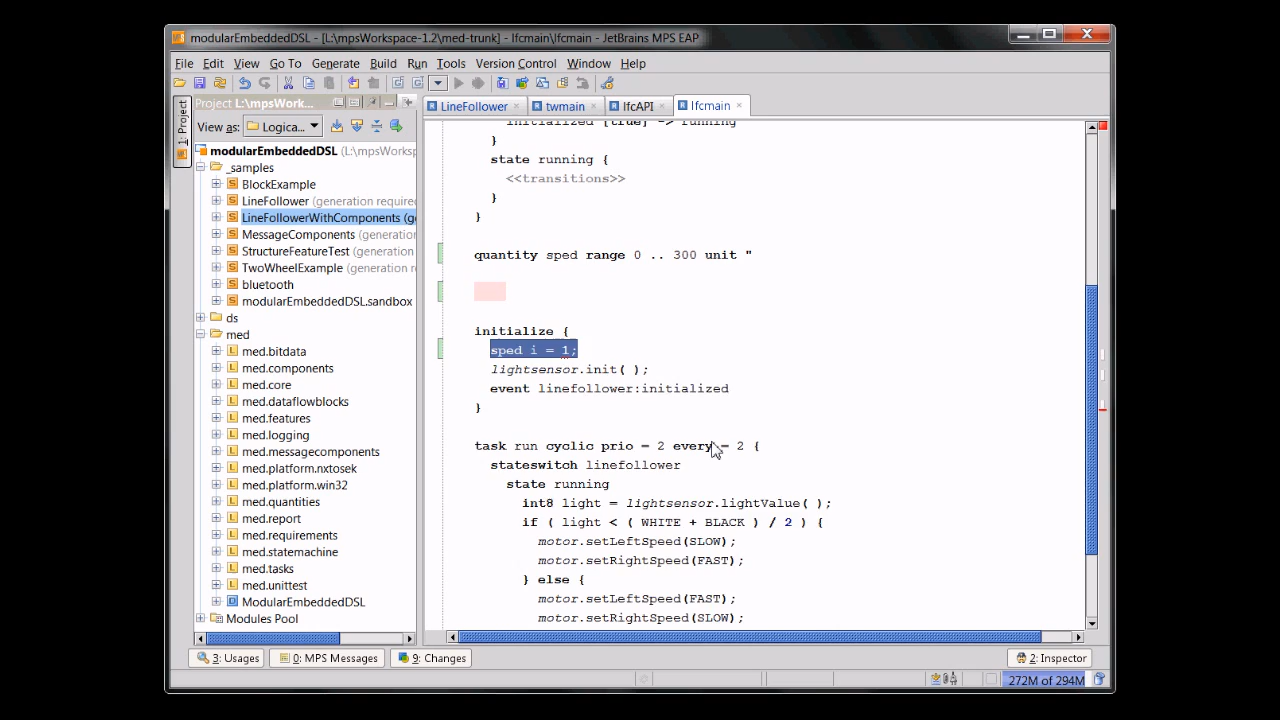 modularEmbeddedDSL - [L:\mpsWorkspace-1.2\med-trunk] - lfcmain\lfcmain - JetBrains MPS EAP
File Edit View Go To Generate Build Run Tools Version Control Window Help
1: Project
Project L:\mpsWork...
View as: Logica...
modularEmbeddedDSL (L:\mpsWorksp
_samples
BlockExample
LineFollower (generation require
LineFollowerWithComponents (ge
MessageComponents (generation
StructureFeatureTest (generation
TwoWheelExample (generation re
bluetooth
modularEmbeddedDSL.sandbox
ds
med
med.bitdata
med.components
med.core
med.dataflowblocks
med.features
med.logging
med.messagecomponents
med.platform.nxtosek
med.platform.win32
med.quantities
med.report
med.requirements
med.statemachine
med.tasks
med.unittest
ModularEmbeddedDSL
Modules Pool
LineFollower twmain lfcAPI lfcmain
initialized [true] -> running
}
state running {
<<transitions>>
}
}
quantity sped range 0 .. 300 unit "
initialize {
sped i = 1;
lightsensor.init( );
event linefollower:initialized
}
task run cyclic prio = 2 every = 2 {
stateswitch linefollower
state running
int8 light = lightsensor.lightValue( );
if ( light < ( WHITE + BLACK ) / 2 ) {
motor.setLeftSpeed(SLOW);
motor.setRightSpeed(FAST);
} else {
motor.setLeftSpeed(FAST);
motor.setRightSpeed(SLOW);
3: Usages 0: MPS Messages 9: Changes 2: Inspector
272M of 294M